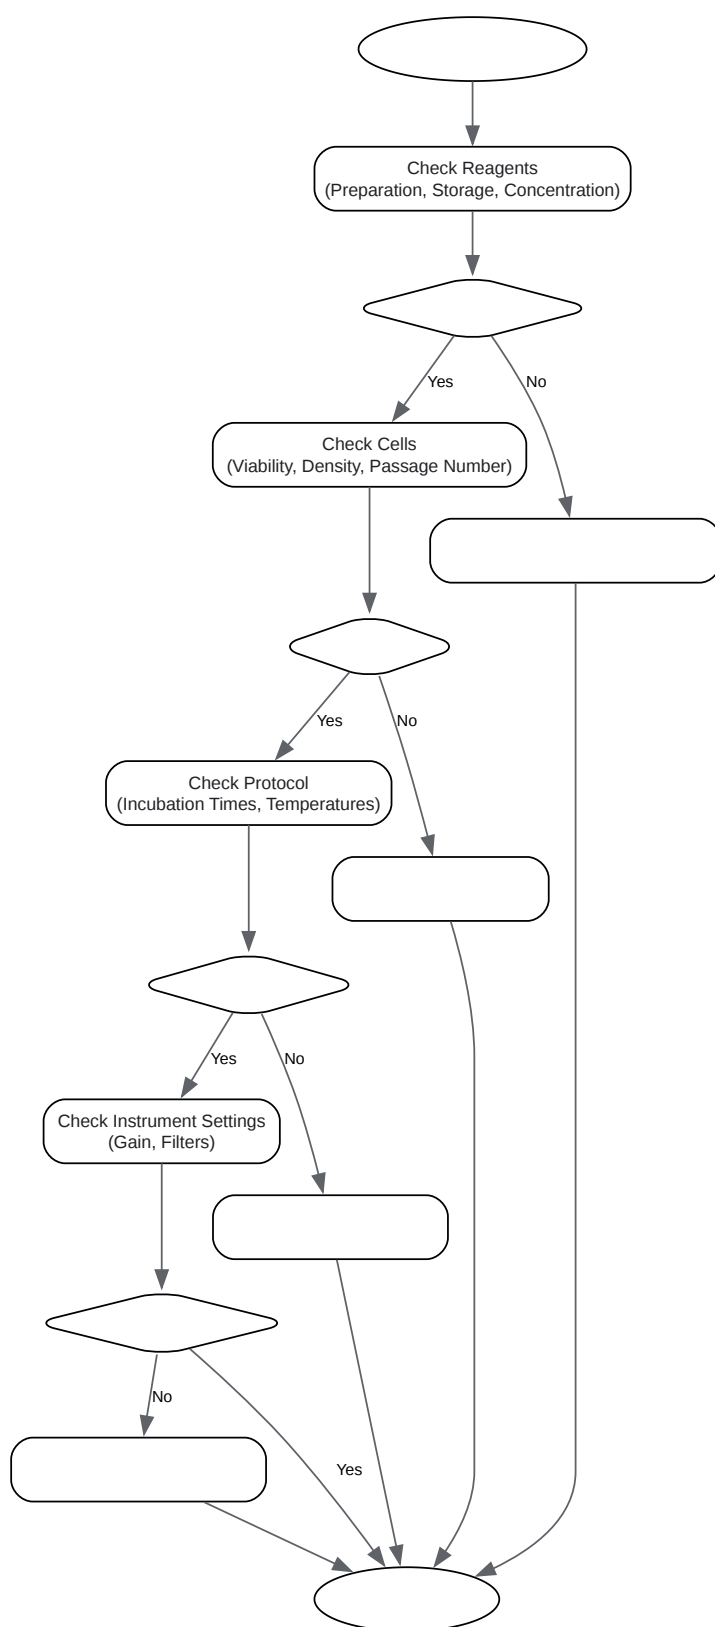 Check Reagents
(Preparation, Storage, Concentration)
Yes
No
Check Cells
(Viability, Density, Passage Number)
Yes
No
Check Protocol
(Incubation Times, Temperatures)
Yes
No
Check Instrument Settings
(Gain, Filters)
No
Yes